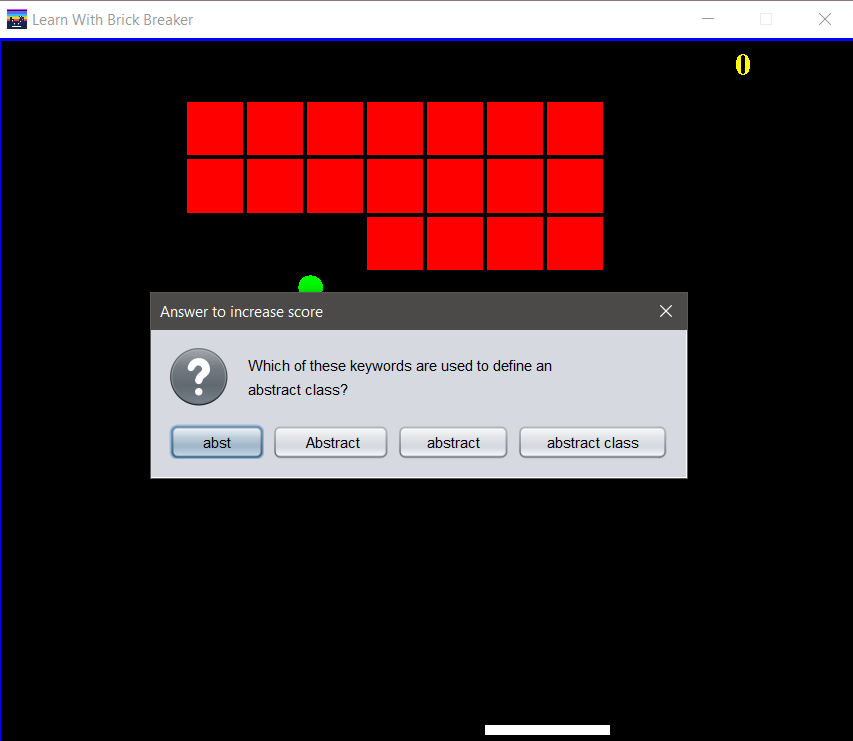 Learn With Brick Breaker
0
Answer to increase score
?
Which of these keywords are used to define an
abstract class?
abst Abstract abstract abstract class